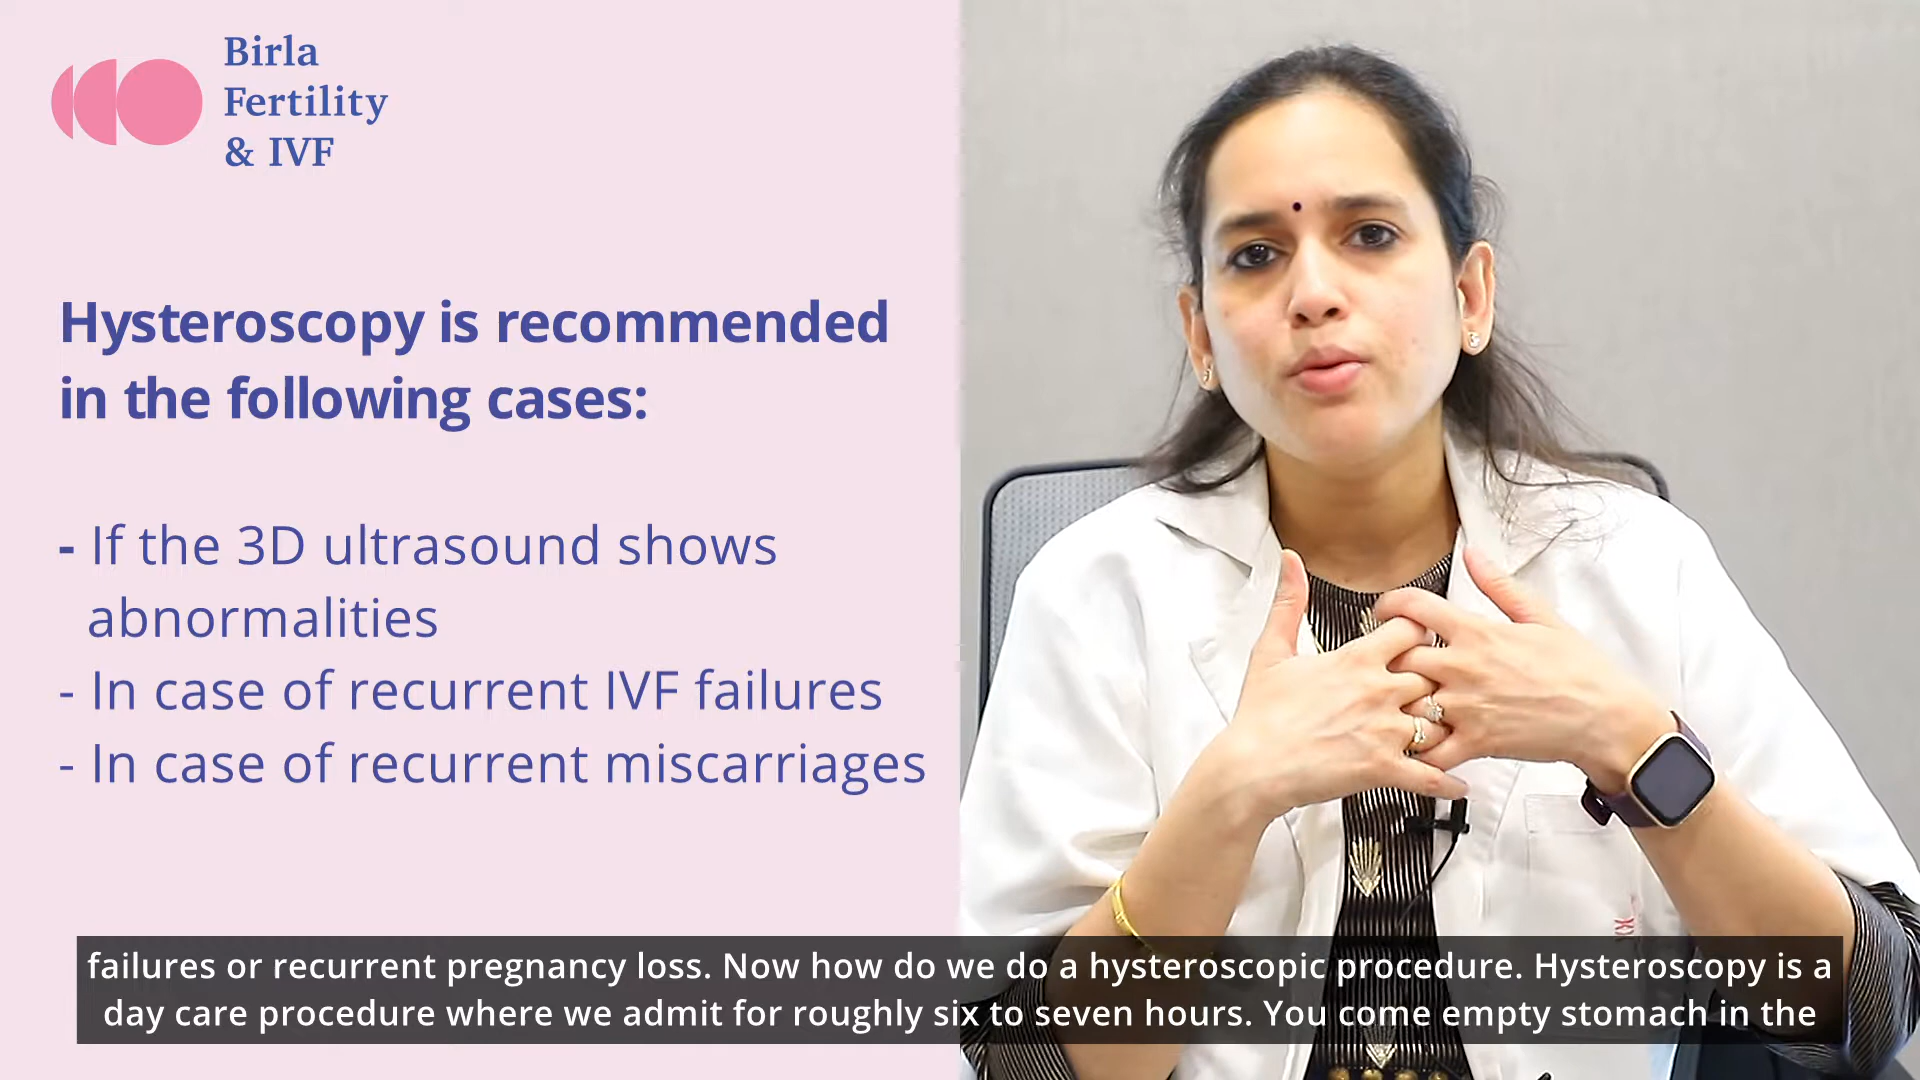 Birla
Fertility
& IVF
Hysteroscopy is recommended
in the following cases:
- If the 3D ultrasound shows
abnormalities
- In case of recurrent IVF failures
- In case of recurrent miscarriages
failures or recurrent pregnancy loss. Now how do we do a hysteroscopic procedure. Hysteroscopy is a
day care procedure where we admit for roughly six to seven hours. You come empty stomach in the